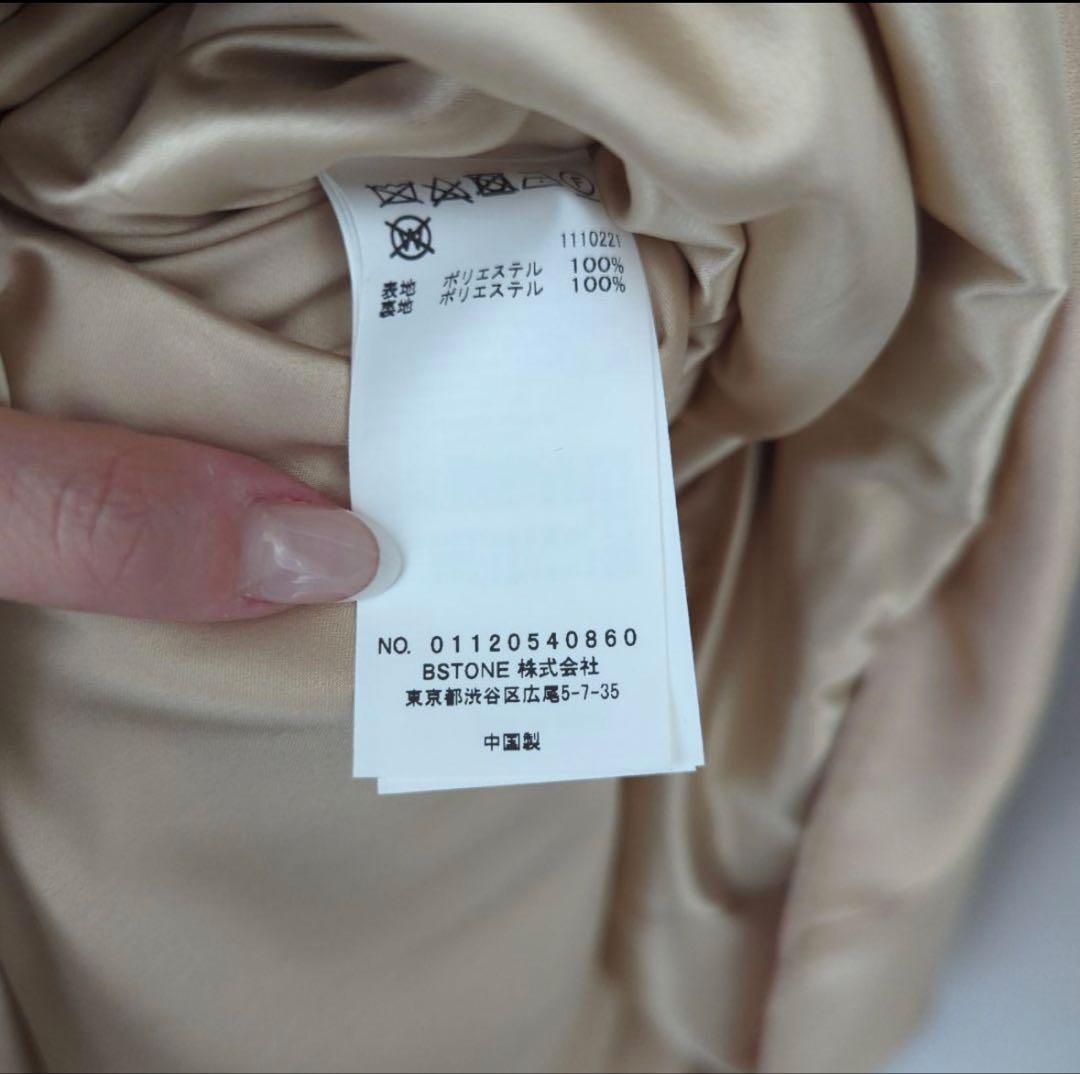 F
W
1110221
表地 ポリエステル 100%
裏地 ポリエステル 100%
NO. 01120540860
BSTONE 株式会社
東京都渋谷区広尾5-7-35
中国製